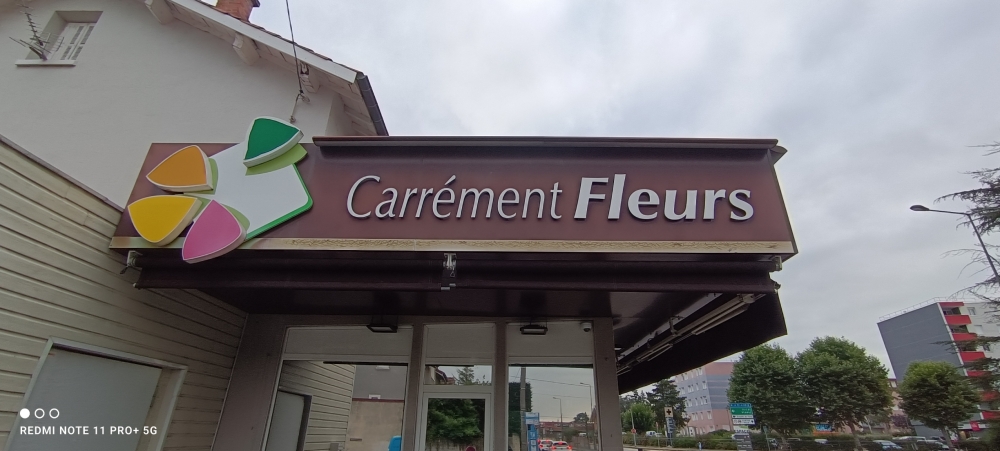 Carrément Fleurs
REDMI NOTE 11 PRO+ 5G